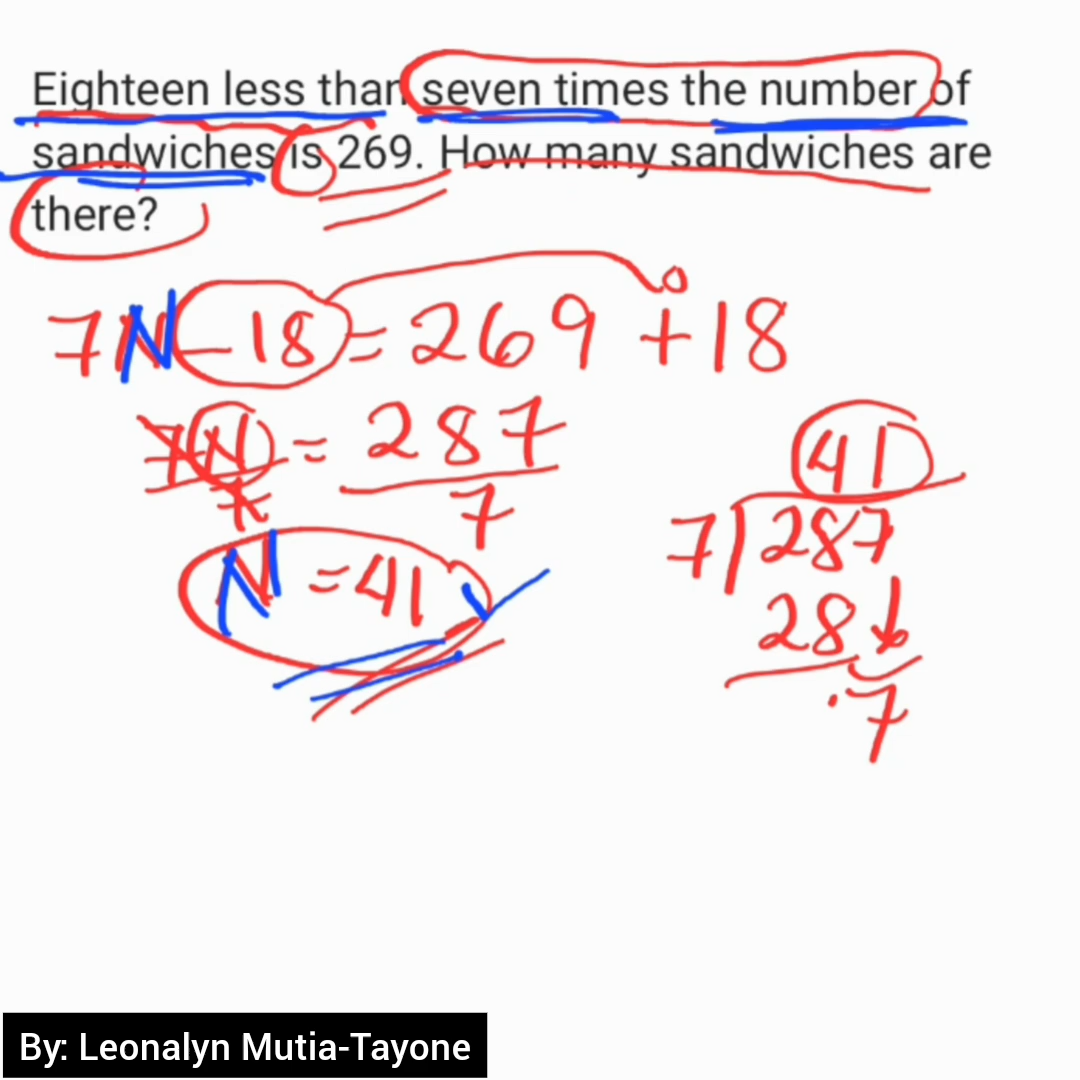 Eighteen less than seven times the number of
sandwiches is 269. How many sandwiches are
there?
7N - 18 = 269 + 18
7N = 287
7 7
N = 41
41
7 287
28
7
By: Leonalyn Mutia-Tayone